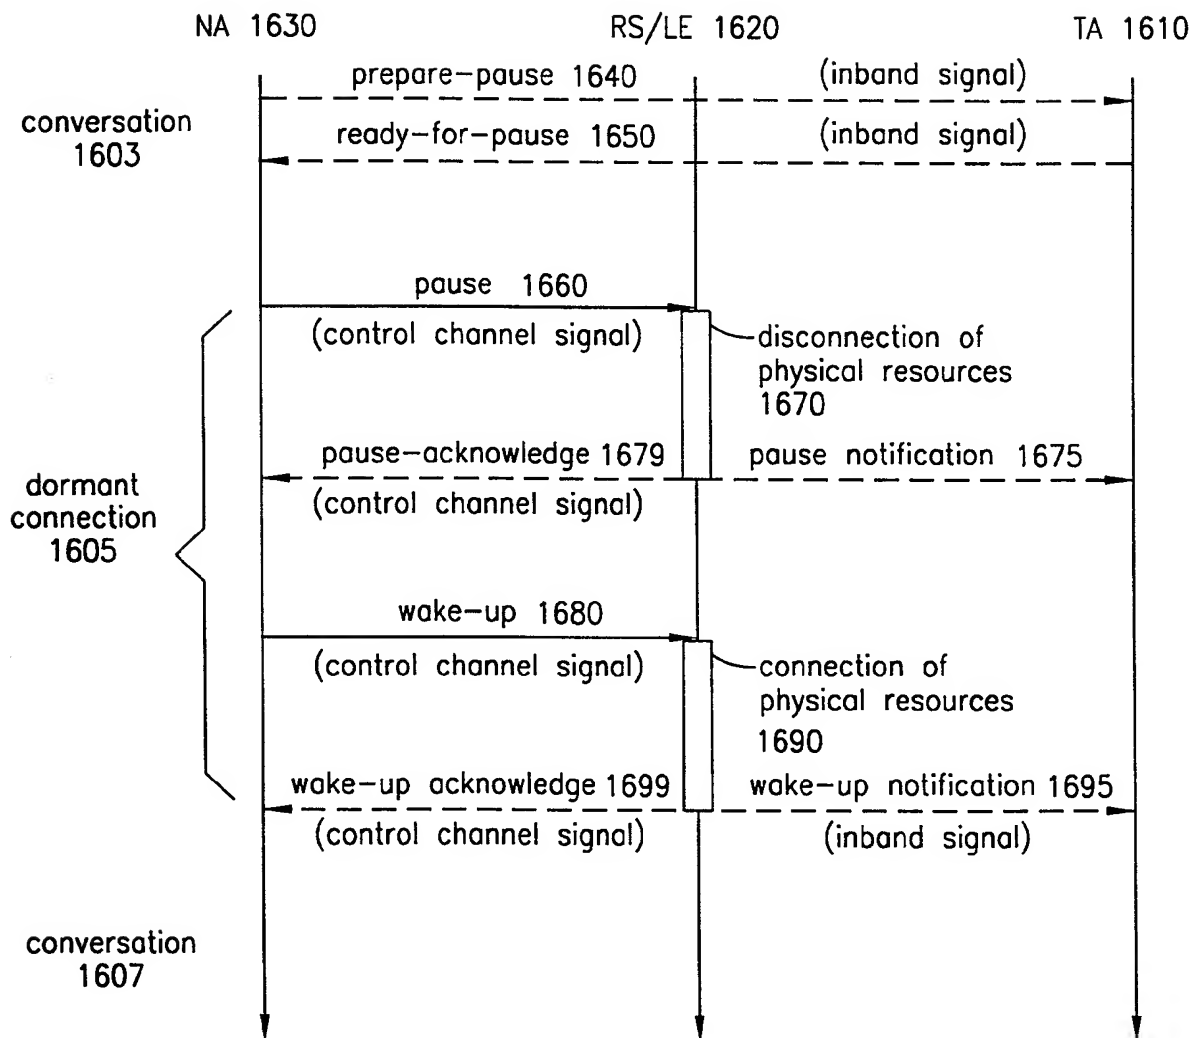 NA 1630 RS/LE 1620 TA 1610
prepare-pause 1640 (inband signal)
conversation
1603
ready-for-pause 1650 (inband signal)
pause 1660
(control channel signal)
disconnection of
physical resources
1670
pause-acknowledge 1679 pause notification 1675
(control channel signal)
dormant
connection
1605
wake-up 1680
(control channel signal)
connection of
physical resources
1690
wake-up acknowledge 1699 wake-up notification 1695
(control channel signal) (inband signal)
conversation
1607